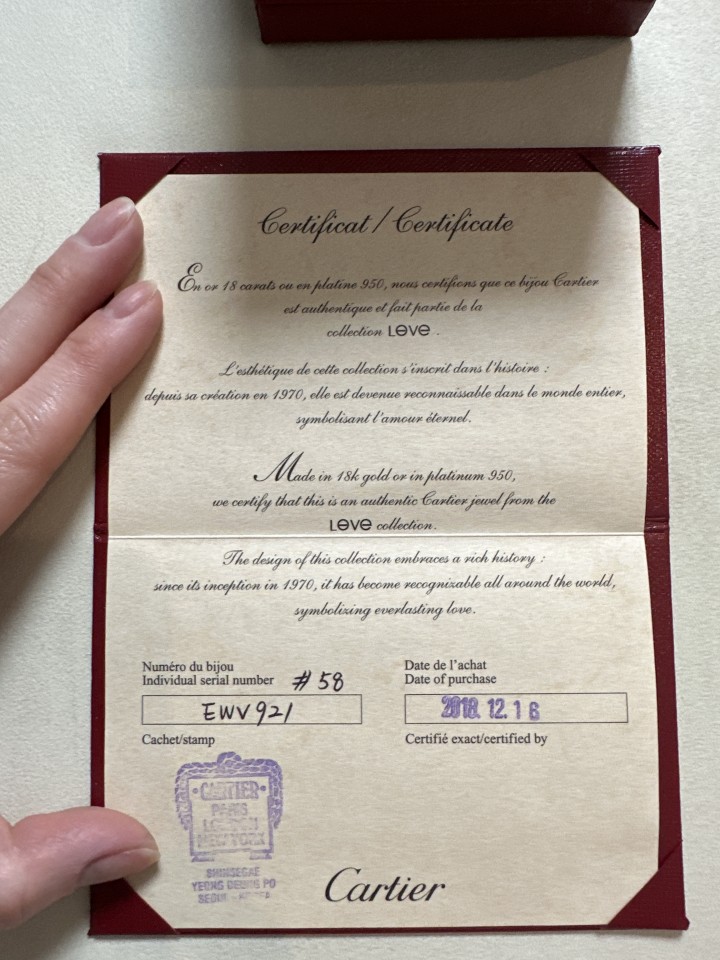 Certificat / Certificate
En or 18 carats ou en platine 950, nous certifions que ce bijou Cartier
est authentique et fait partie de la
collection LOVE .
L'esthétique de cette collection s'inscrit dans l'histoire :
depuis sa création en 1970, elle est devenue reconnaissable dans le monde entier,
symbolisant l'amour éternel.
Made in 18k gold or in platinum 950,
we certify that this is an authentic Cartier jewel from the
LOVE collection.
The design of this collection embraces a rich history :
since its inception in 1970, it has become recognizable all around the world,
symbolizing everlasting love.
Numéro du bijou
Individual serial number #58
EWV921
Date de l'achat
Date of purchase
2018. 12. 16
Cachet/stamp
Certifié exact/certified by
CARTIER
PARIS
LONDON
NEW YORK
SHINSEGAE
YEONG DEUNG PO
SEOUL - KOREA
Cartier